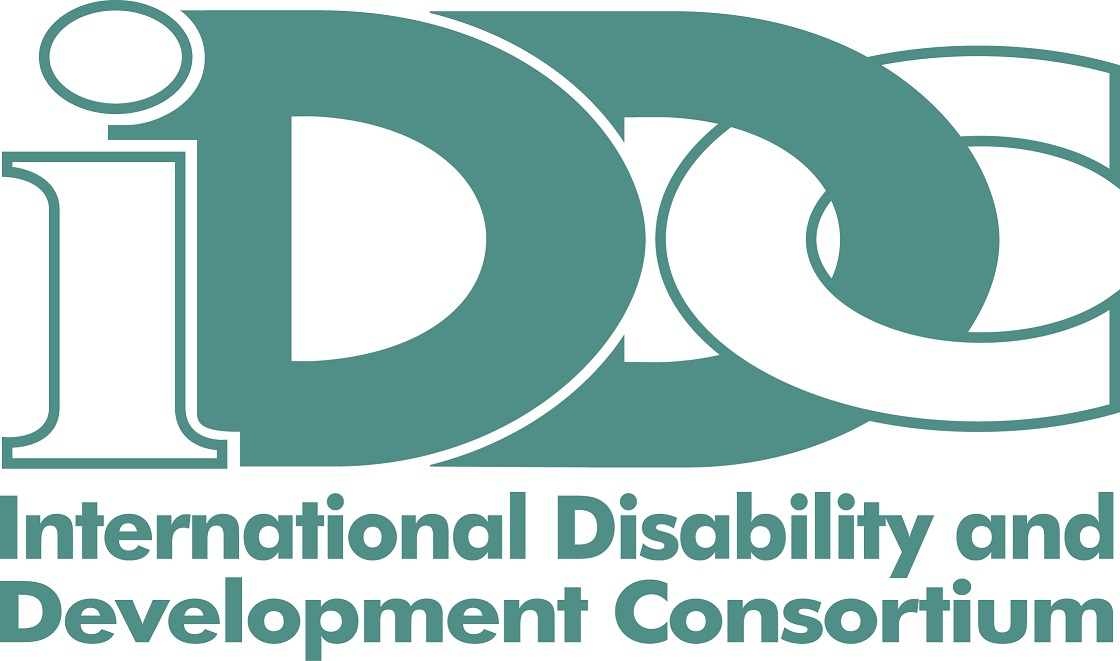 iDDC
International Disability and
Development Consortium